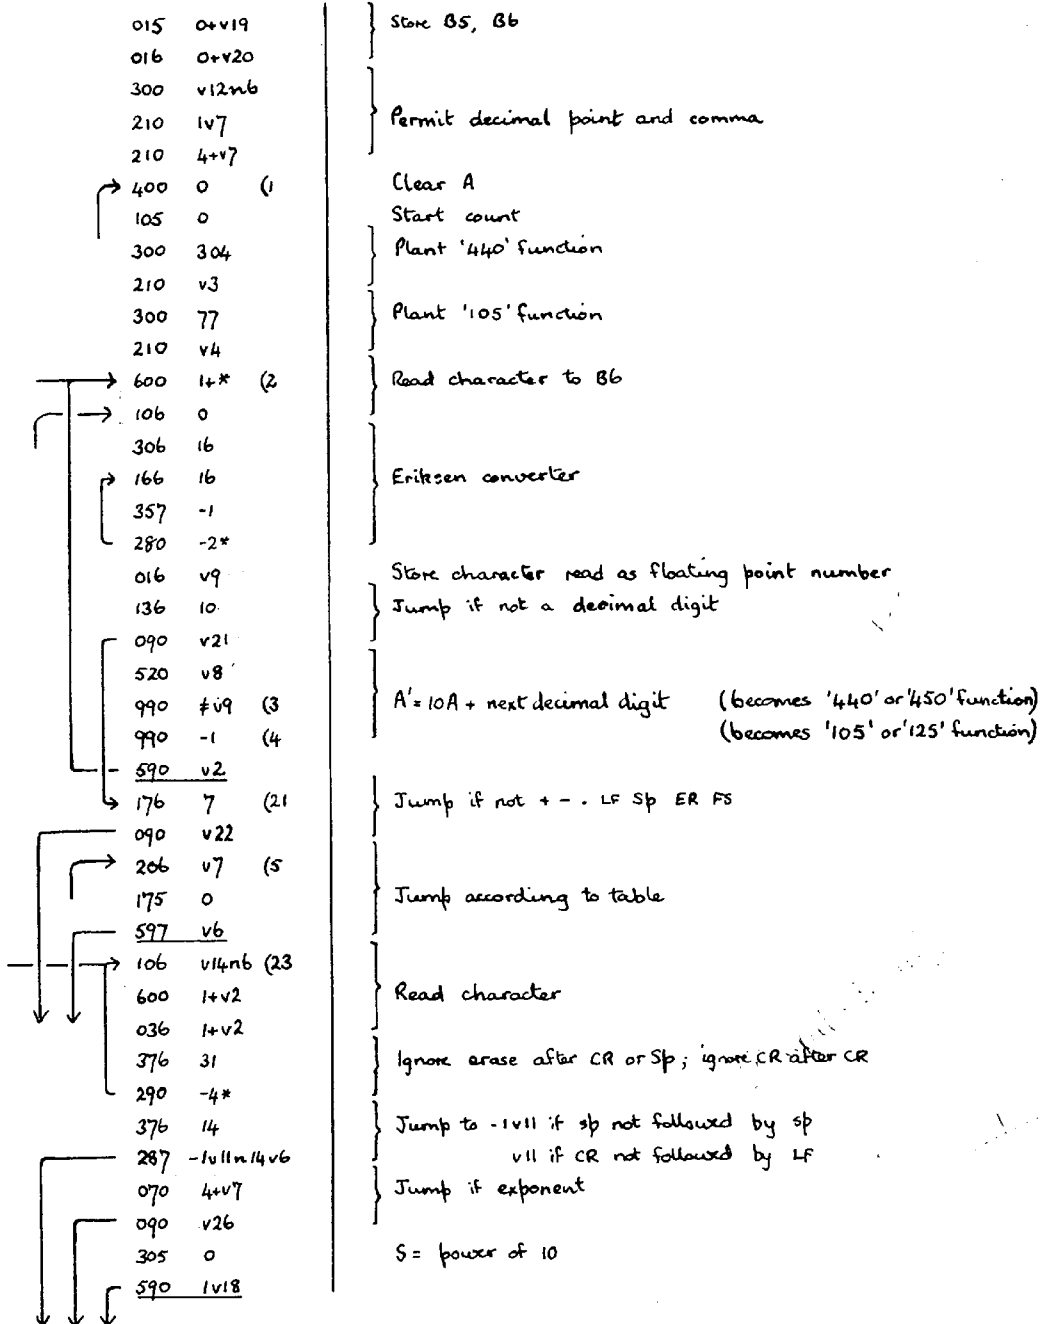 015 0+v19 } Store B5, B6
016 0+v20
300 v12n6
210 1v7 } Permit decimal point and comma
210 4+v7
400 0 (1 Clear A
105 0 Start count
300 304 } Plant '440' function
210 v3
300 77 } Plant '105' function
210 v4
600 1+* (2 } Read character to B6
106 0
306 16
166 16 } Eriksen converter
357 -1
280 -2*
016 v9 Store character read as floating point number
136 10 } Jump if not a decimal digit
090 v21
520 v8
990 ≠v9 (3 } A'= 10A + next decimal digit (becomes '440' or '450' function)
990 -1 (4 (becomes '105' or '125' function)
590 v2
176 7 (21 } Jump if not + - . LF Sp ER FS
090 v22
206 v7 (5
175 0 } Jump according to table
597 v6
106 v14n6 (23
600 1+v2 } Read character
036 1+v2
376 31 } Ignore erase after CR or Sp; ignore CR after CR
290 -4*
376 14 } Jump to -1v11 if sp not followed by sp
287 -1v11n14v6 v11 if CR not followed by LF
070 4+v7 } Jump if exponent
090 v26
305 0 S = power of 10
590 1v18